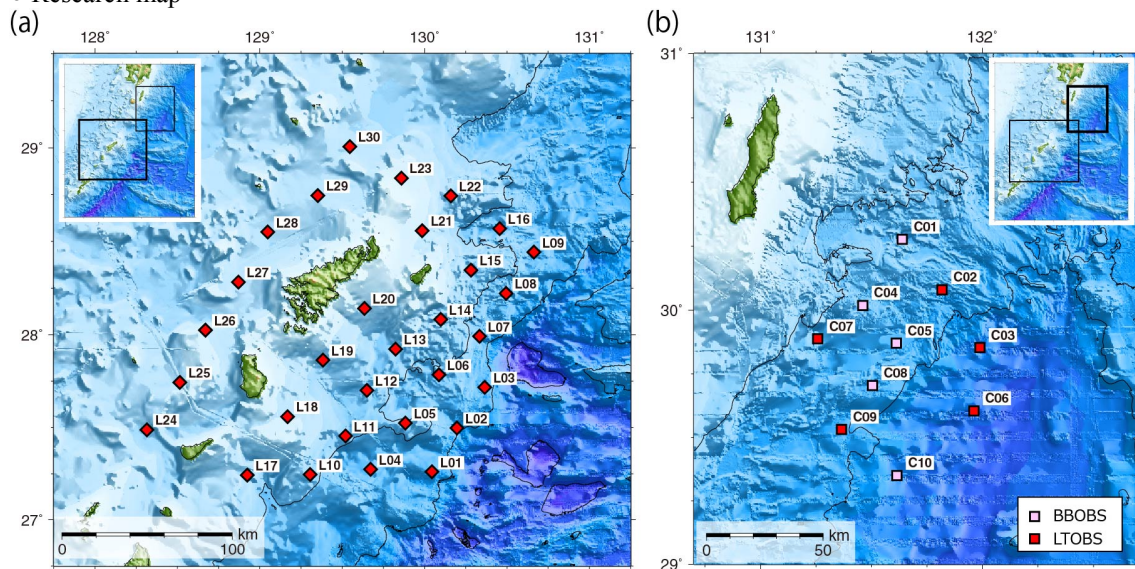 Research map
(a)
128°
129°
130°
131°
29°
28°
27°
L30
L23
L29
L22
L28
L21
L16
L09
L15
L27
L08
L20
L14
L26
L07
L13
L19
L06
L25
L12
L03
L18
L05
L24
L11
L02
L17
L10
L04
L01
km
0
100
(b)
131°
132°
31°
30°
29°
C01
C02
C04
C07
C05
C03
C08
C06
C09
C10
km
0
50
BBOBS
LTOBS